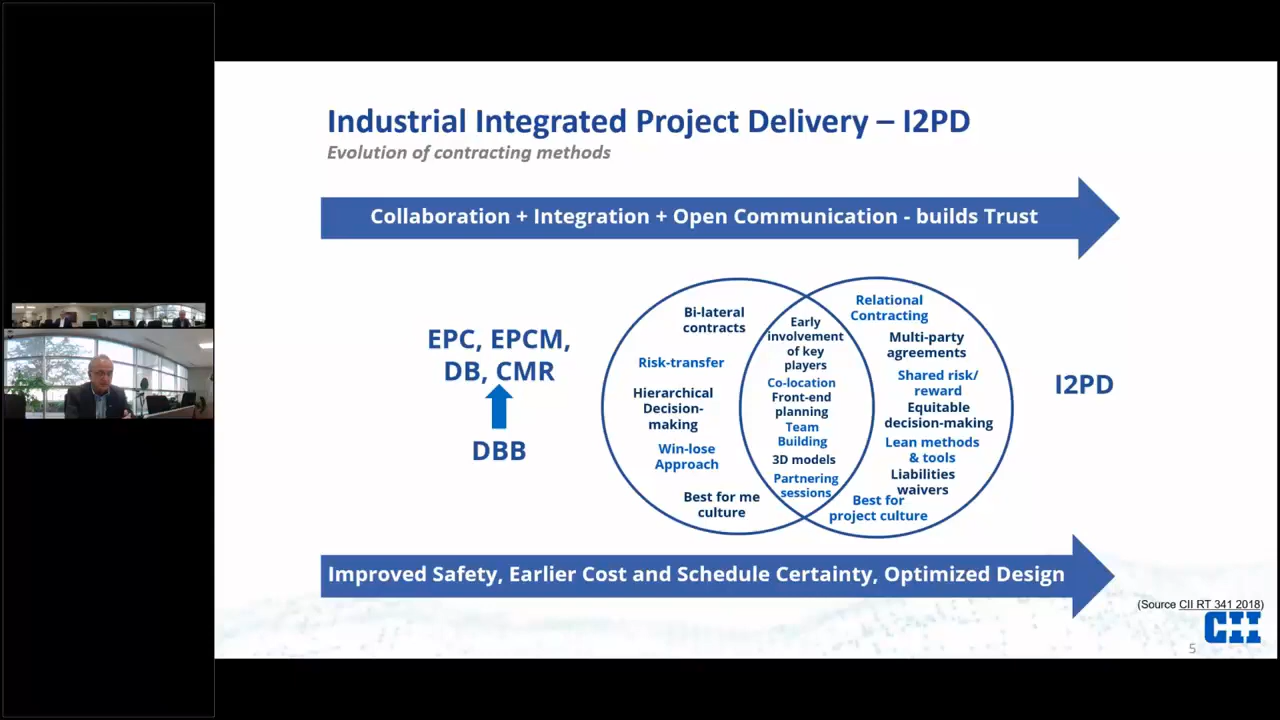 Industrial Integrated Project Delivery – I2PD
Evolution of contracting methods
Collaboration + Integration + Open Communication - builds Trust
EPC, EPCM,
DB, CMR
DBB
Bi-lateral
contracts
Risk-transfer
Hierarchical
Decision-
making
Win-lose
Approach
Best for me
culture
Early
involvement
of key
players
Co-location
Front-end
planning
Team
Building
3D models
Partnering
sessions
Relational
Contracting
Multi-party
agreements
Shared risk/
reward
Equitable
decision-making
Lean methods
& tools
Liabilities
waivers
Best for
project culture
I2PD
Improved Safety, Earlier Cost and Schedule Certainty, Optimized Design
(Source CII RT 341 2018)
CII
5